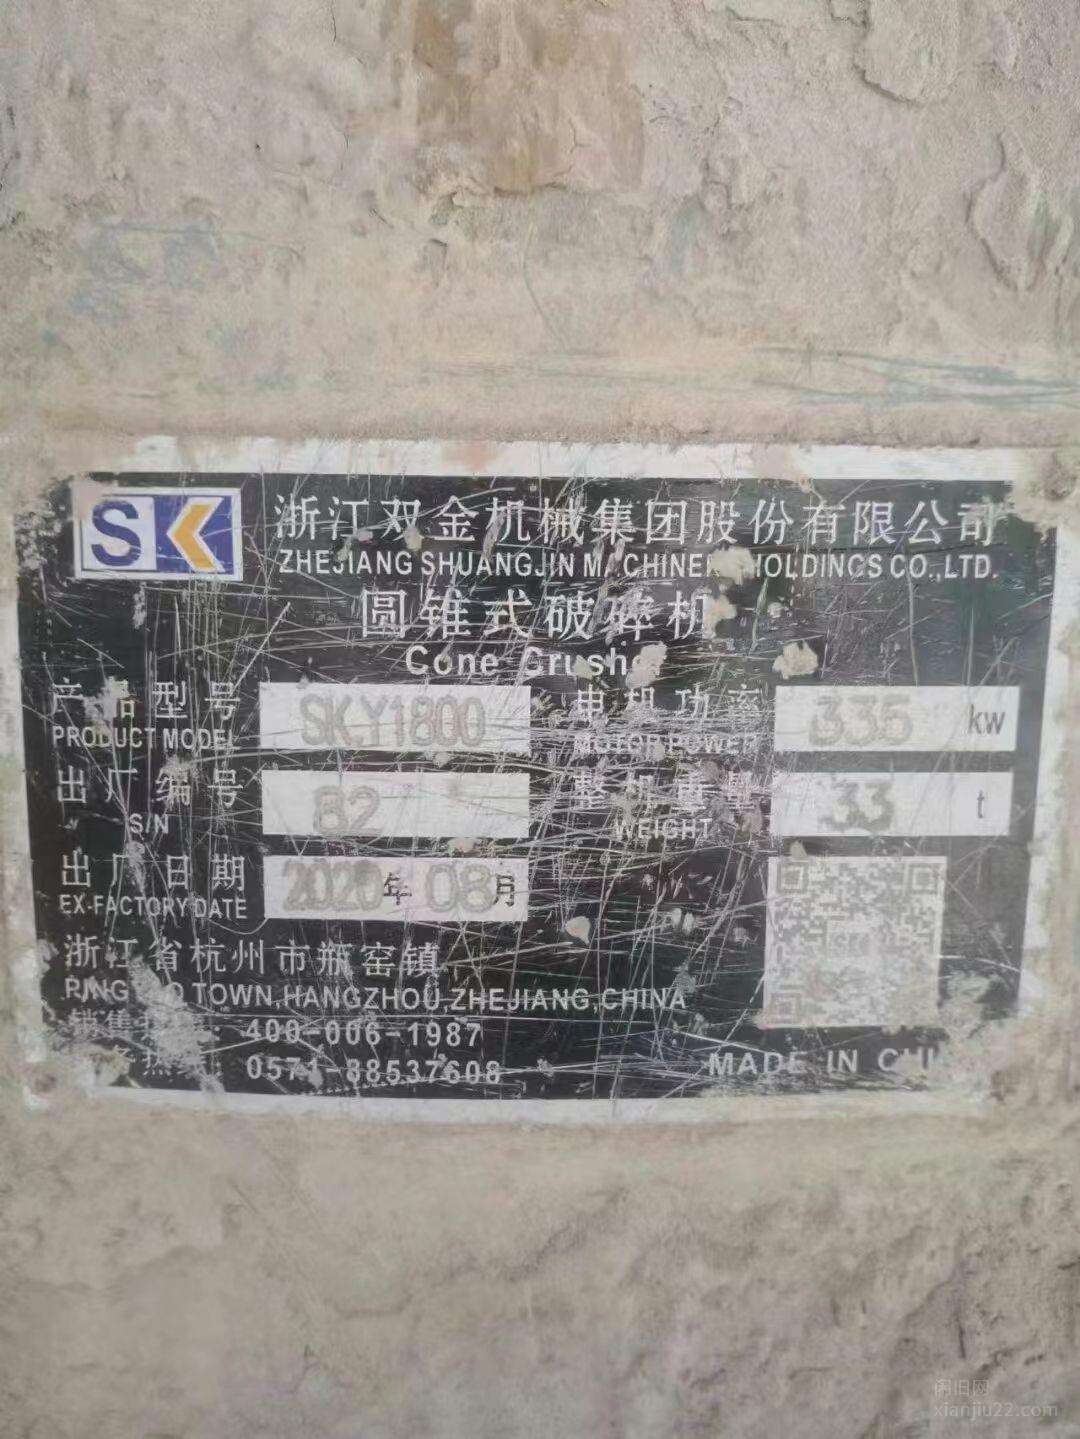 SK
浙江双金机械集团股份有限公司
ZHEJIANG SHUANGJIN HOLDINGS CO.,LTD.
圆锥式破碎机
Cone
产品型号 SKY1800 电机功率 335 kw
PRODUCT MODEL MOTOR POWER
出厂编号 82 整机重量 33 t
S/N WEIGHT
出厂日期 2020年08月
EX-FACTORY DATE
浙江省杭州市瓶窑镇
TOWN,HANGZHOU,ZHEJIANG,CHINA
销售 400-006-1987
热线: 0571-88537608
MADE IN
闲旧网
xianjiu22.com